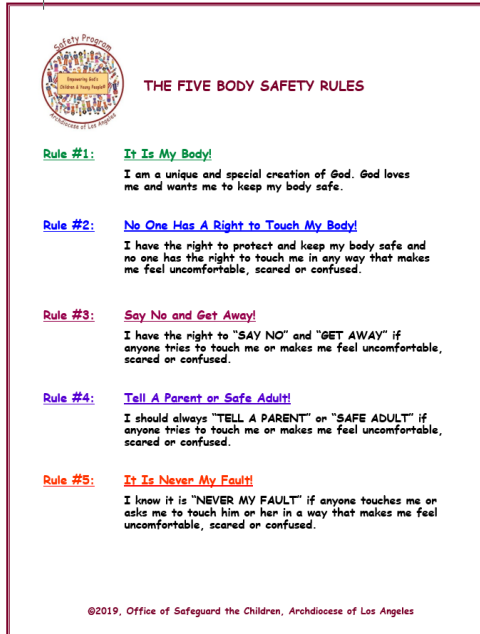 Safety Program
Empowering God's
Children & Young People®
Archdiocese of Los Angeles
THE FIVE BODY SAFETY RULES
Rule #1: It Is My Body!
I am a unique and special creation of God. God loves
me and wants me to keep my body safe.
Rule #2: No One Has A Right to Touch My Body!
I have the right to protect and keep my body safe and
no one has the right to touch me in any way that makes
me feel uncomfortable, scared or confused.
Rule #3: Say No and Get Away!
I have the right to “SAY NO” and “GET AWAY” if
anyone tries to touch me or makes me feel uncomfortable,
scared or confused.
Rule #4: Tell A Parent or Safe Adult!
I should always “TELL A PARENT” or “SAFE ADULT” if
anyone tries to touch me or makes me feel uncomfortable,
scared or confused.
Rule #5: It Is Never My Fault!
I know it is “NEVER MY FAULT” if anyone touches me or
asks me to touch him or her in a way that makes me feel
uncomfortable, scared or confused.
©2019, Office of Safeguard the Children, Archdiocese of Los Angeles